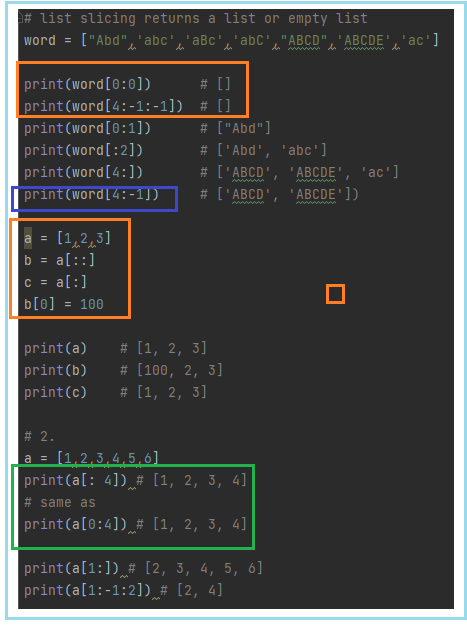 # list slicing returns a list or empty list
word = ["Abd",'abc','aBc','abC',"ABCD",'ABCDE','ac']
print(word[0:0])      # []
print(word[4:-1:-1])  # []
print(word[0:1])      # ["Abd"]
print(word[:2])       # ['Abd', 'abc']
print(word[4:])       # ['ABCD', 'ABCDE', 'ac']
print(word[4:-1])     # ['ABCD', 'ABCDE'])
a = [1,2,3]
b = a[::]
c = a[:]
b[0] = 100
print(a)    # [1, 2, 3]
print(b)    # [100, 2, 3]
print(c)    # [1, 2, 3]
# 2.
a = [1,2,3,4,5,6]
print(a[: 4]) # [1, 2, 3, 4]
# same as
print(a[0:4]) # [1, 2, 3, 4]
print(a[1:]) # [2, 3, 4, 5, 6]
print(a[1:-1:2]) # [2, 4]